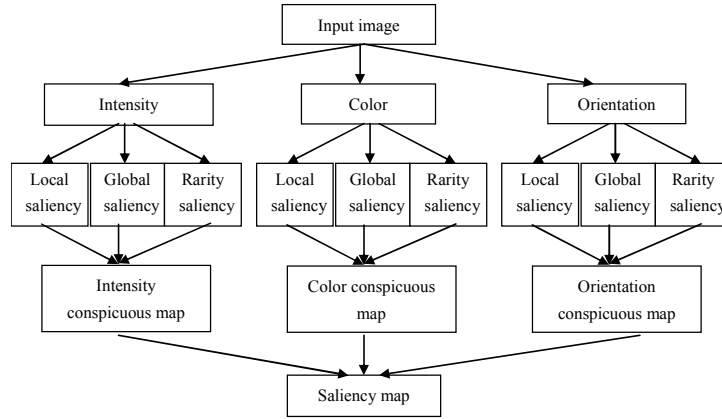 Input image
Intensity
Color
Orientation
Local
saliency
Global
saliency
Rarity
saliency
Local
saliency
Global
saliency
Rarity
saliency
Local
saliency
Global
saliency
Rarity
saliency
Intensity
conspicuous map
Color conspicuous
map
Orientation
conspicuous map
Saliency map